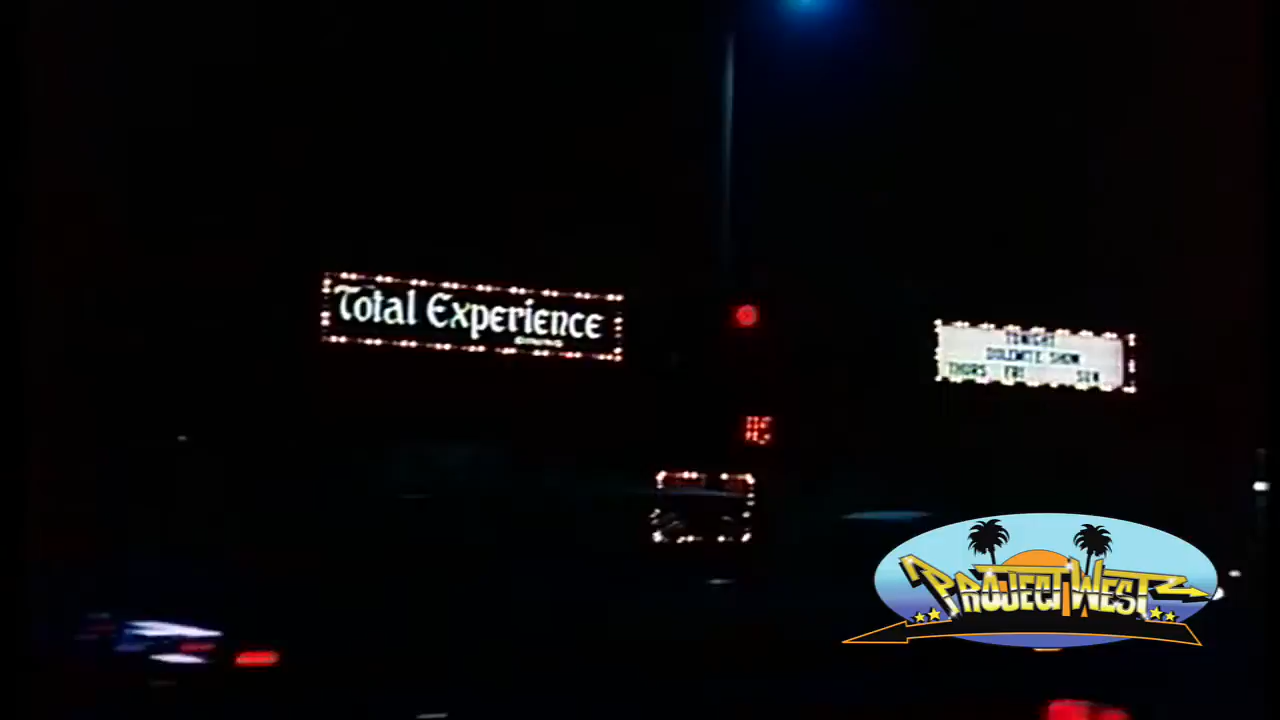 Total Experience
TONIGHT
DOLEMITE SHOW
THURS FRI SUN
PROJECT WEST